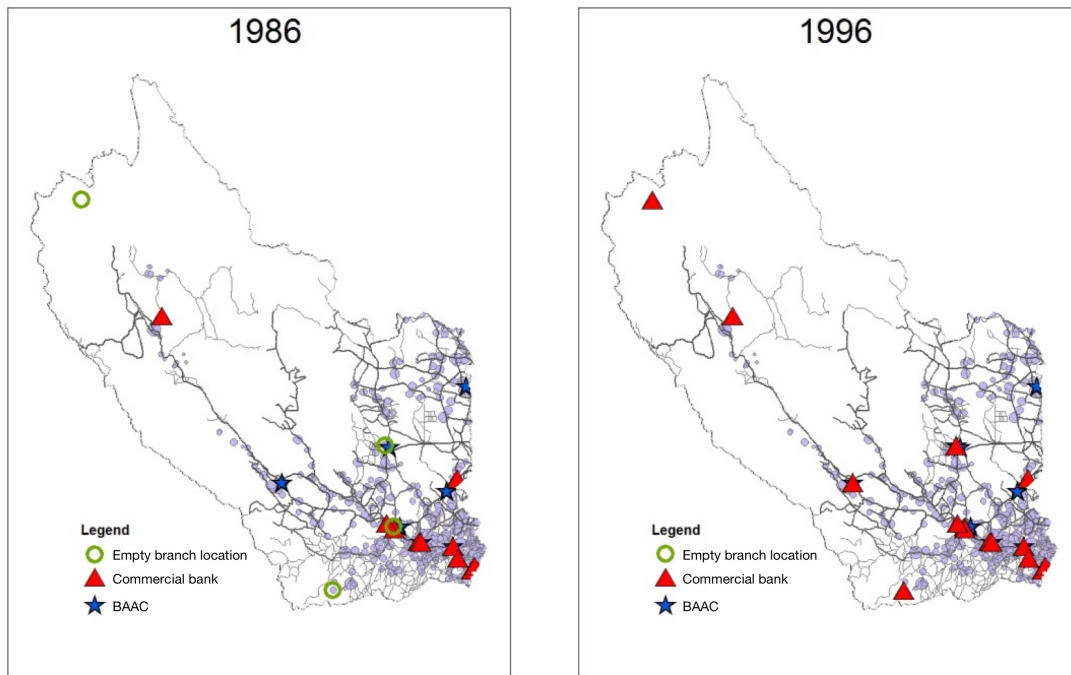 1986
Legend
Empty branch location
Commercial bank
BAAC
1996
Legend
Empty branch location
Commercial bank
BAAC